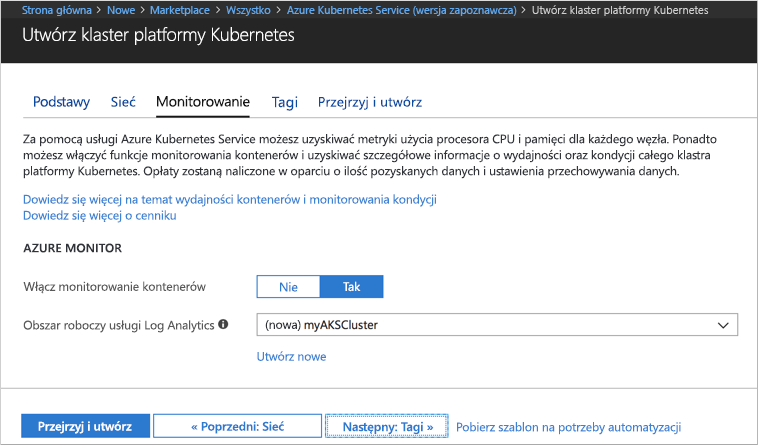 Strona główna > Nowe > Marketplace > Wszystko > Azure Kubernetes Service (wersja zapoznawcza) > Utwórz klaster platformy Kubernetes
Utwórz klaster platformy Kubernetes
Podstawy Sieć Monitorowanie Tagi Przejrzyj i utwórz
Za pomocą usługi Azure Kubernetes Service możesz uzyskiwać metryki użycia procesora CPU i pamięci dla każdego węzła. Ponadto
możesz włączyć funkcje monitorowania kontenerów i uzyskiwać szczegółowe informacje o wydajności oraz kondycji całego klastra
platformy Kubernetes. Opłaty zostaną naliczone w oparciu o ilość pozyskanych danych i ustawienia przechowywania danych.
Dowiedz się więcej na temat wydajności kontenerów i monitorowania kondycji
Dowiedz się więcej o cenniku
AZURE MONITOR
Włącz monitorowanie kontenerów Nie Tak
Obszar roboczy usługi Log Analytics (nowa) myAKSCluster
Utwórz nowe
Przejrzyj i utwórz « Poprzedni: Sieć Następny: Tagi » Pobierz szablon na potrzeby automatyzacji